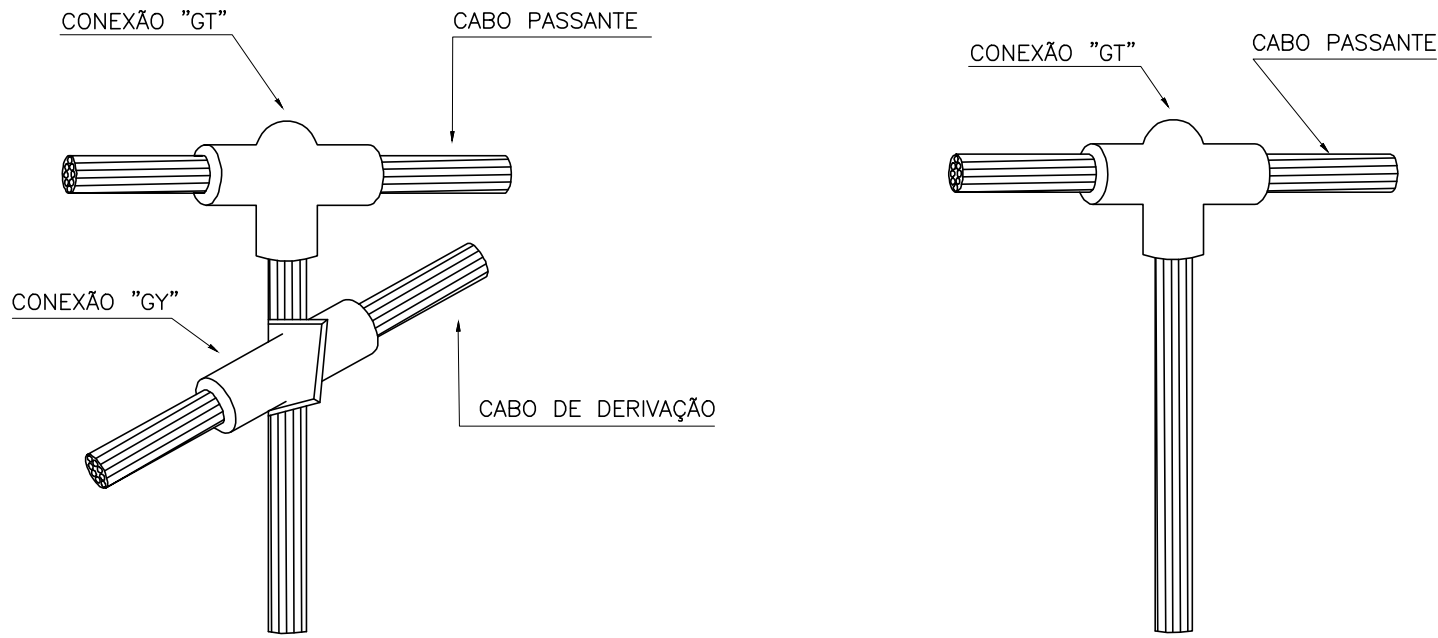 CONEXÃO "GT"
CABO PASSANTE
CONEXÃO "GY"
CABO DE DERIVAÇÃO
CONEXÃO "GT"
CABO PASSANTE